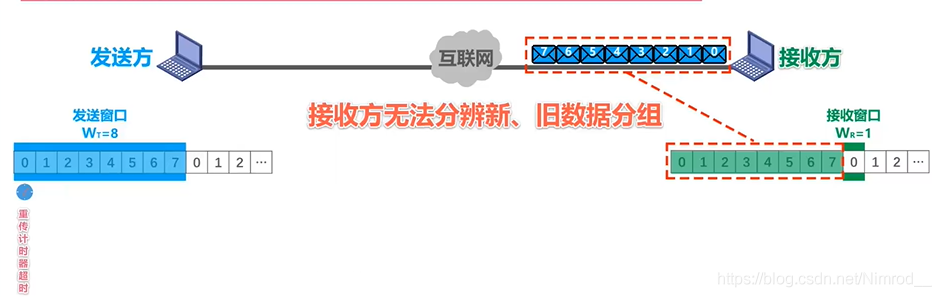 7 6 5 4 3 2 1 0
发送方
互联网
接收方
接收方无法分辨新、旧数据分组
发送窗口
WT=8
接收窗口
WR=1
0 1 2 3 4 5 6 7 0 1 2 ...
0 1 2 3 4 5 6 7 0 1 2 ...
重传计时器超时
https://blog.csdn.net/Nimrod__